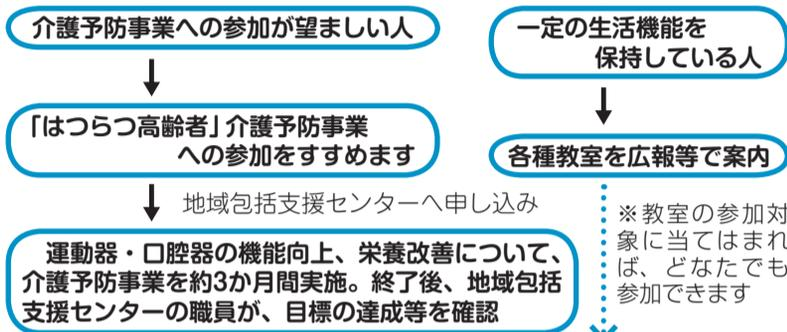 介護予防事業への参加が望ましい人
「はつらつ高齢者」介護予防事業
への参加をすすめます
地域包括支援センターへ申し込み
運動器・口腔器の機能向上、栄養改善について、
介護予防事業を約3か月間実施。終了後、地域包括
支援センターの職員が、目標の達成等を確認
一定の生活機能を
保持している人
各種教室を広報等で案内
※教室の参加対
象に当てはまれ
ば、どなたでも
参加できます